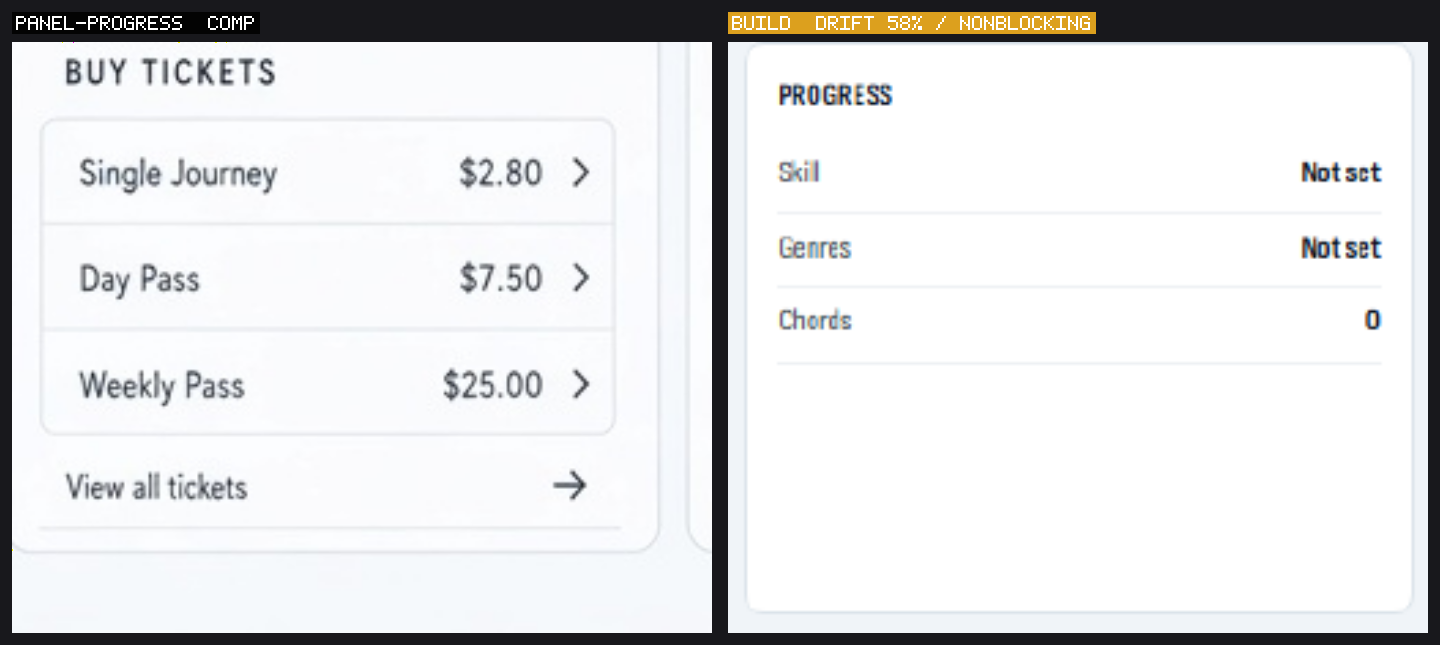 PANEL-PROGRESS COMP
BUY TICKETS
Single Journey $2.80
Day Pass $7.50
Weekly Pass $25.00
View all tickets
BUILD DRIFT 58% / NONBLOCKING
PROGRESS
Skill Not set
Genres Not set
Chords 0